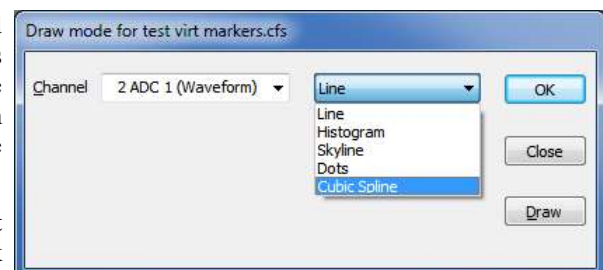 Draw mode for test virt markers.cfs
Channel 2 ADC 1 (Waveform) Line OK
Line
Histogram
Skyline
Dots
Cubic Spline
Close
Draw